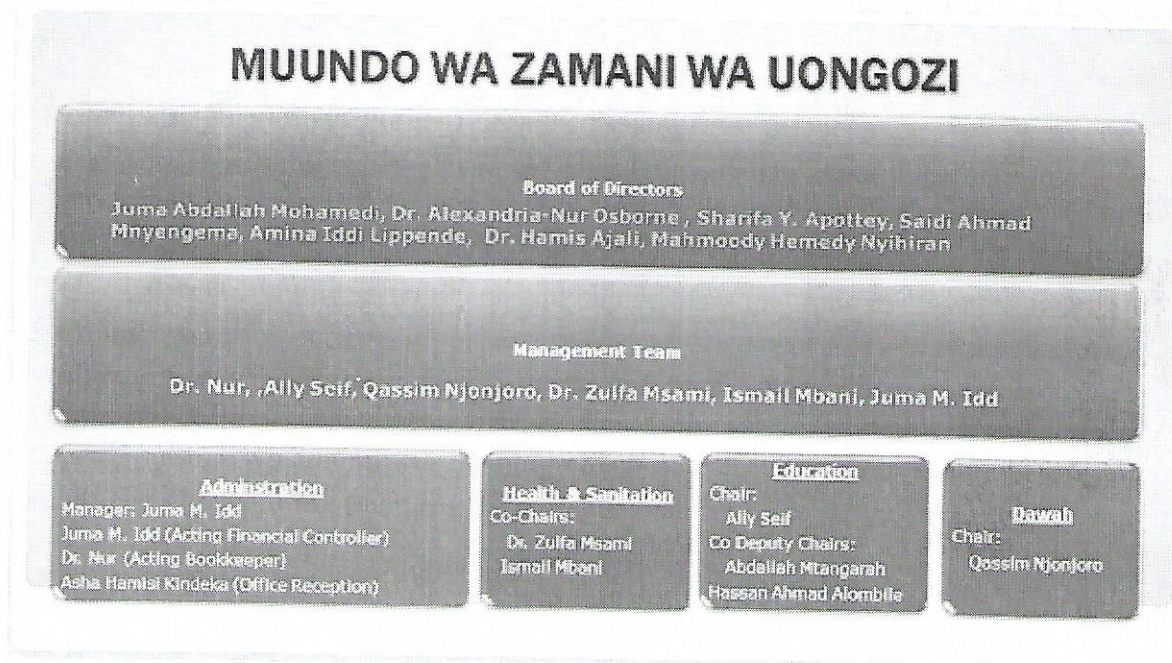 MUUNDO WA ZAMANI WA UONGOZI
Board of Directors
Juma Abdallah Mohamedi, Dr. Alexandria-Nur Osborne , Sharifa Y. Apottey, Saidi Ahmad
Mnyengema, Amina Iddi Lippende, Dr. Hamis Ajali, Mahmoody Hemedy Nyihiran
Management Team
Dr. Nur, ,Ally Seif, Qassim Njonjoro, Dr. Zulfa Msami, Ismail Mbani, Juma M. Idd
Adminstration
Manager: Juma M. Idd
Juma M. Idd (Acting Financial Controller)
Dr. Nur (Acting Bookkeeper)
Asha Hamisi Kindeka (Office Reception)
Health & Sanitation
Co-Chairs:
Dr. Zulfa Msami
Ismail Mbani
Education
Chair:
Ally Seif
Co Deputy Chairs:
Abdallah Mtangarah
Hassan Ahmad Alombile
Dawah
Chair:
Qassim Njonjoro